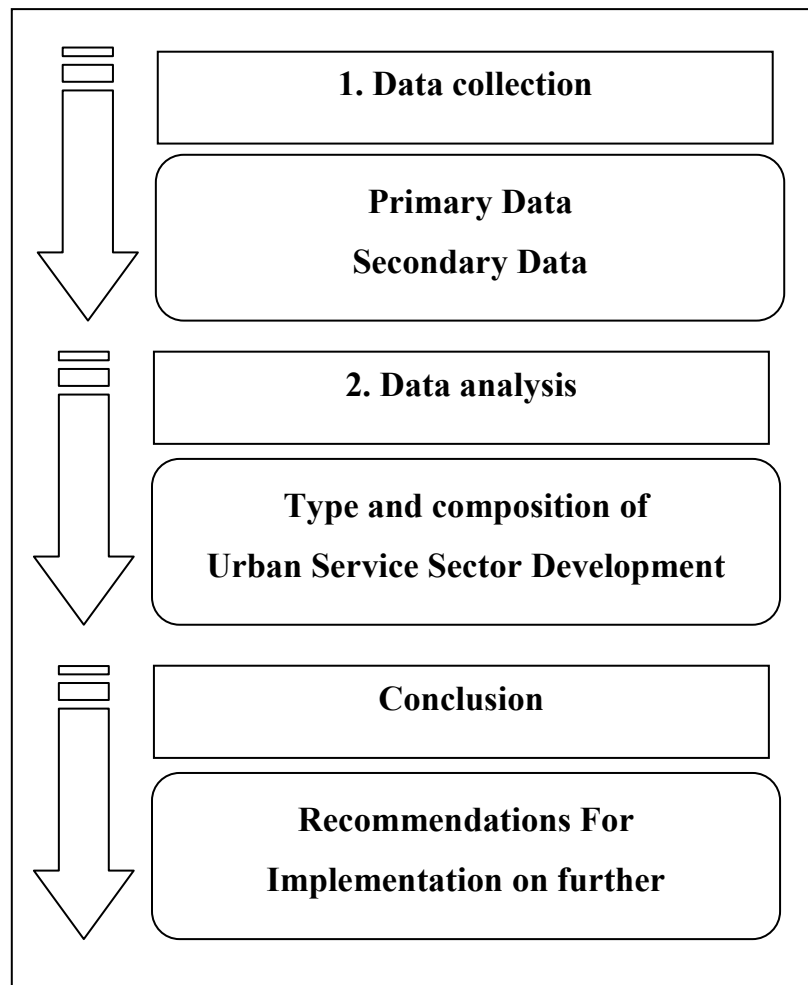 1. Data collection
Primary Data
Secondary Data
2. Data analysis
Type and composition of
Urban Service Sector Development
Conclusion
Recommendations For
Implementation on further